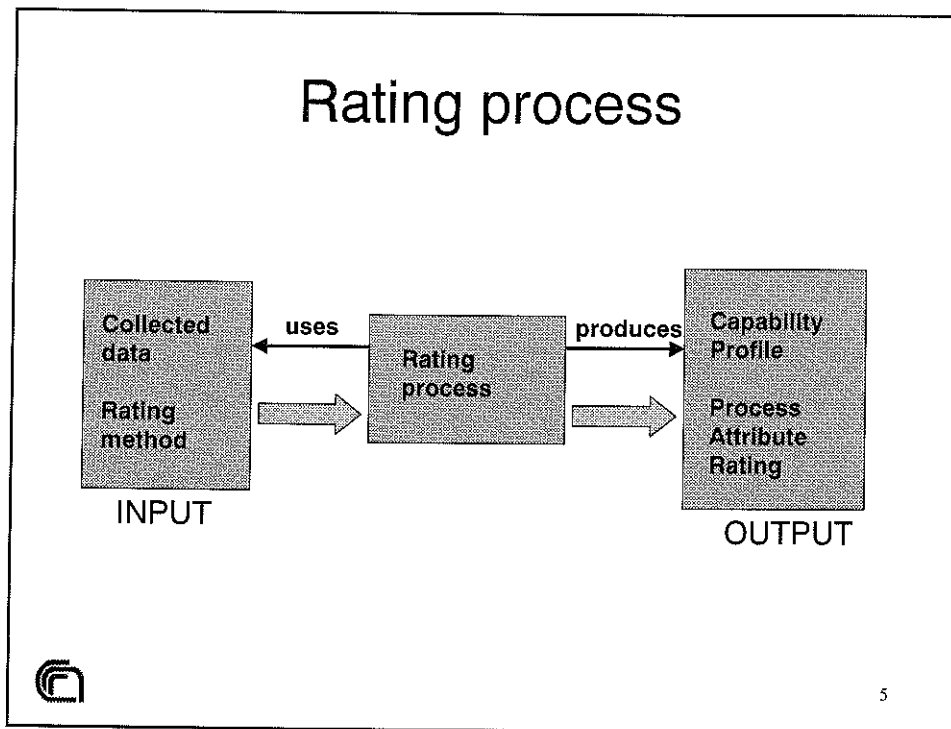 Rating process
Collected
data
Rating
method
INPUT
uses
Rating
process
produces
Capability
Profile
Process
Attribute
Rating
OUTPUT
5